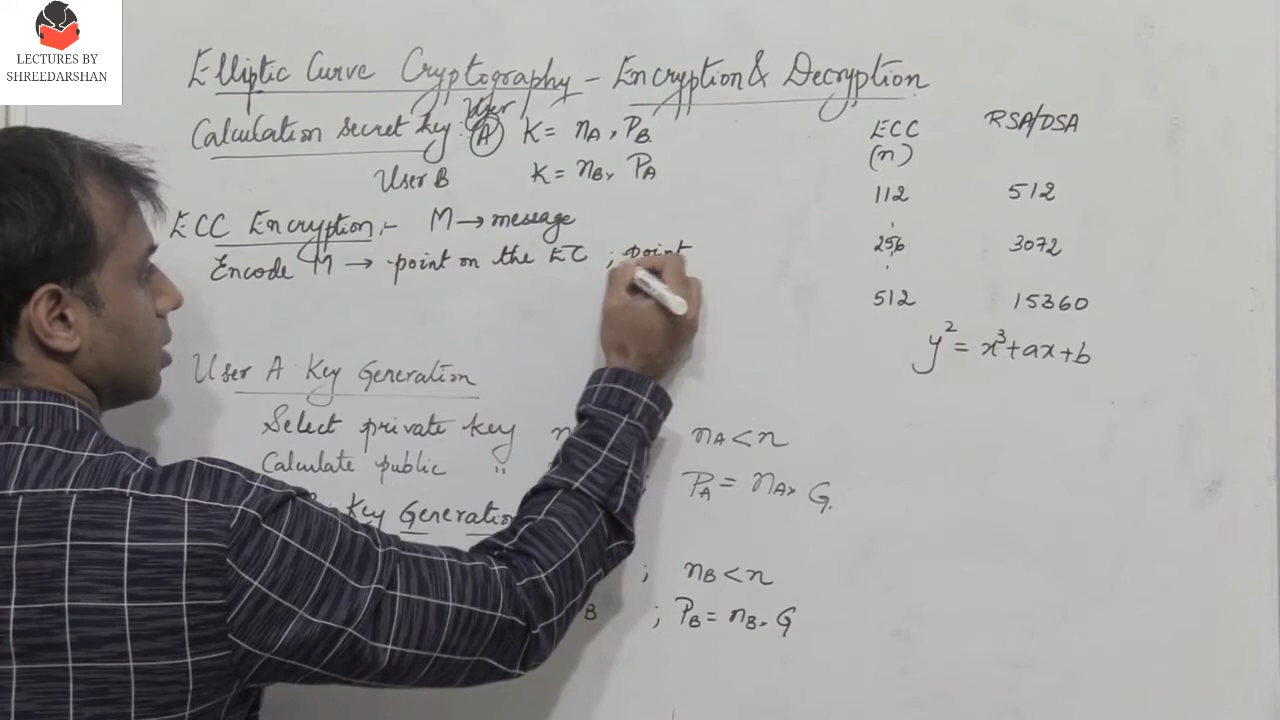 LECTURES BY
SHREEDARSHAN
Elliptic Curve Cryptography - Encryption & Decryption
Calculation secret key : User A K = nA × PB
User B K = nB × PA
ECC Encryption :- M → message
Encode M → point on the EC ; point
User A Key Generation
Select private key n nA < n
Calculate public " PA = nA × G.
Key Generation
; nB < n
B ; PB = nB × G
ECC (n) RSA/DSA
112 512
256 3072
512 15360
y² = x³ + ax + b